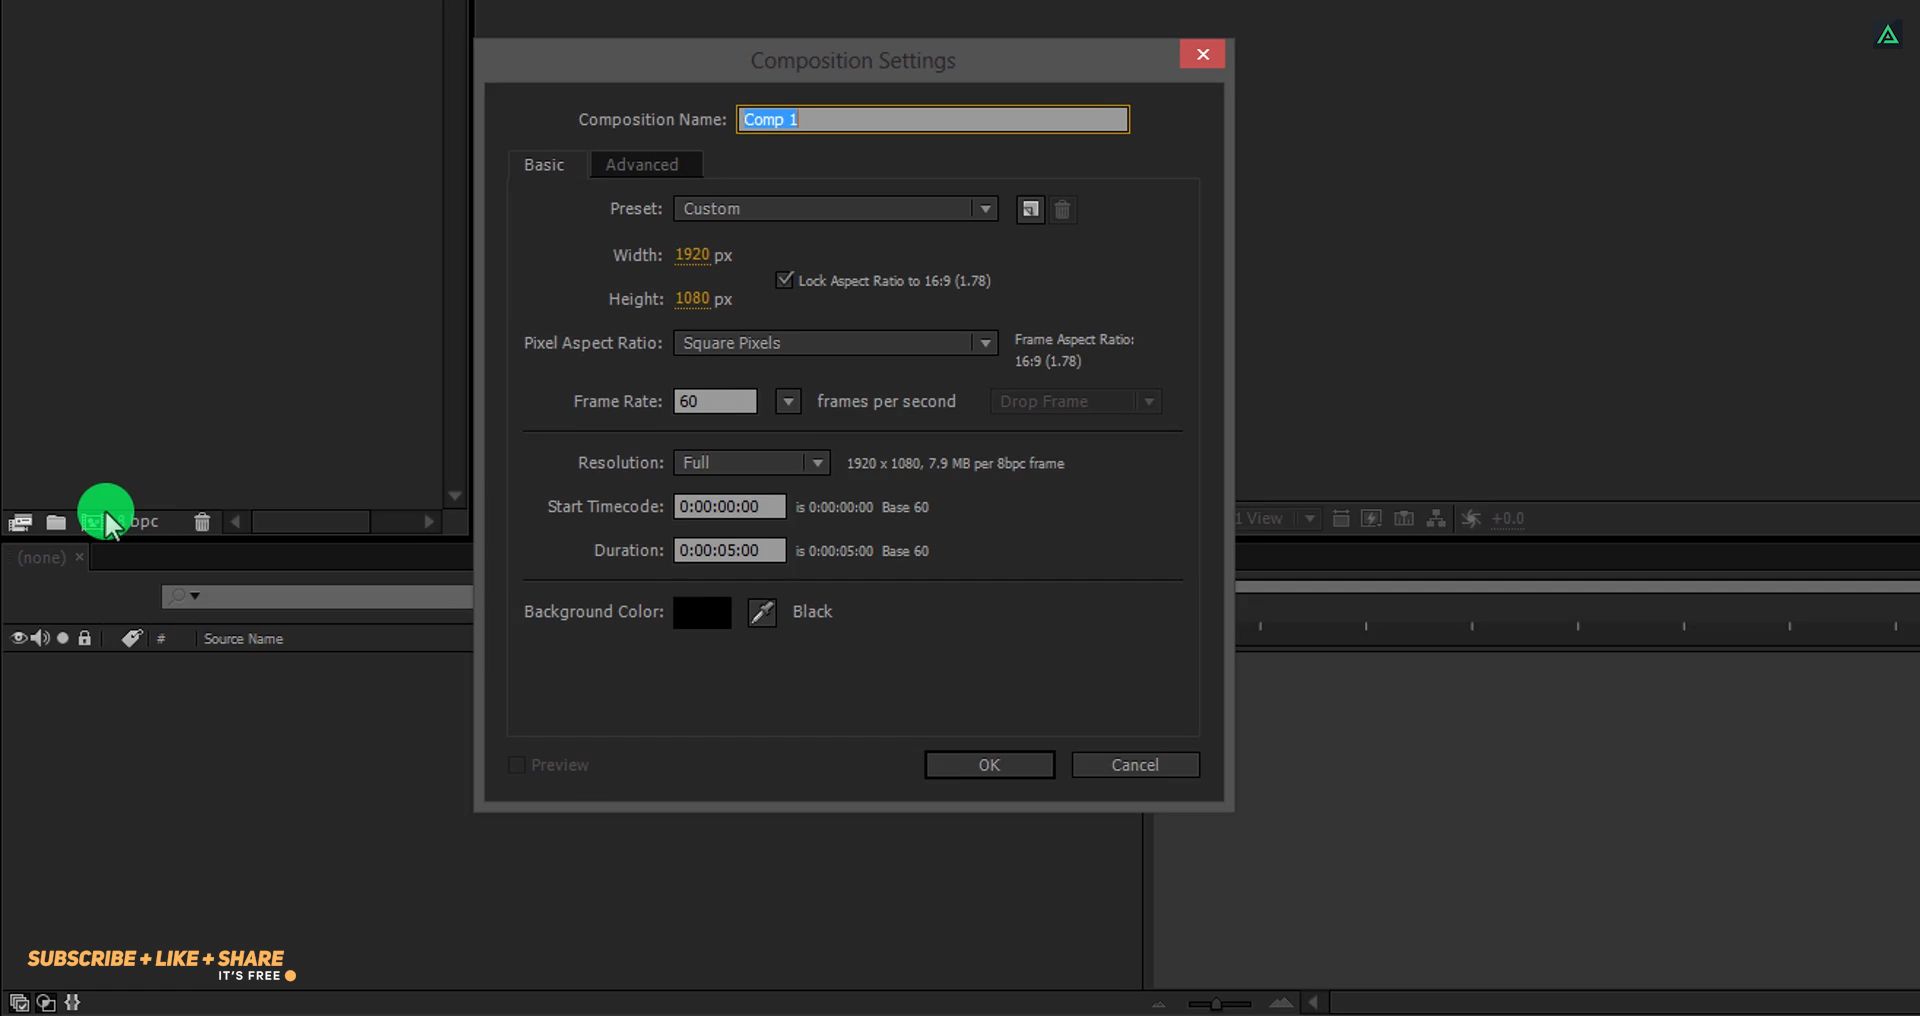 Composition Settings
Composition Name: Comp 1
Basic Advanced
Preset: Custom
Width: 1920 px
Lock Aspect Ratio to 16:9 (1.78)
Height: 1080 px
Pixel Aspect Ratio: Square Pixels
Frame Aspect Ratio:
16:9 (1.78)
Frame Rate: 60 frames per second Drop Frame
Resolution: Full 1920 x 1080, 7.9 MB per 8bpc frame
Start Timecode: 0:00:00:00 is 0:00:00:00 Base 60
Duration: 0:00:05:00 is 0:00:05:00 Base 60
Background Color: Black
Preview OK Cancel
1 View +0.0
(none)
# Source Name
SUBSCRIBE + LIKE + SHARE
IT'S FREE